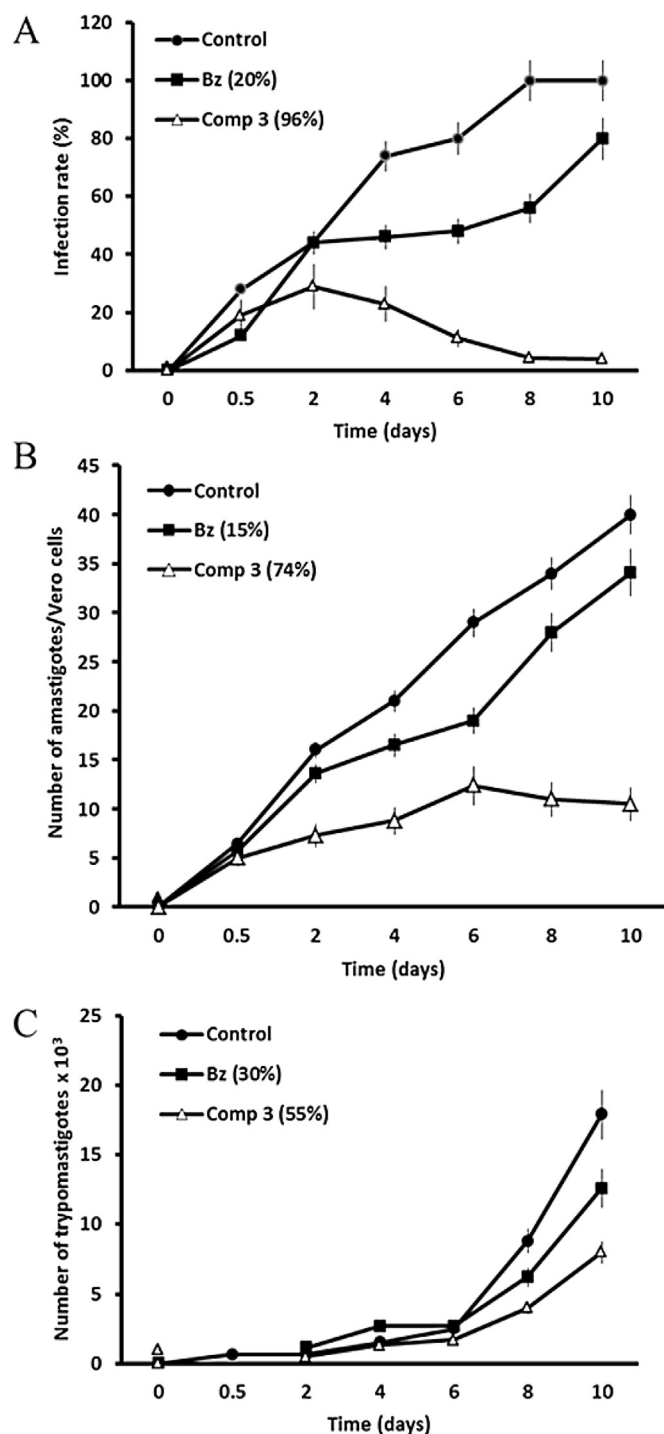 A
120
100
80
60
40
20
0
Infection rate (%)
Control
Bz (20%)
Comp 3 (96%)
0 0.5 2 4 6 8 10
Time (days)
B
45
40
35
30
25
20
15
10
5
0
Number of amastigotes/Vero cells
Control
Bz (15%)
Comp 3 (74%)
0 0.5 2 4 6 8 10
Time (days)
C
25
20
15
10
5
0
Number of trypomastigotes x 10³
Control
Bz (30%)
Comp 3 (55%)
0 0.5 2 4 6 8 10
Time (days)